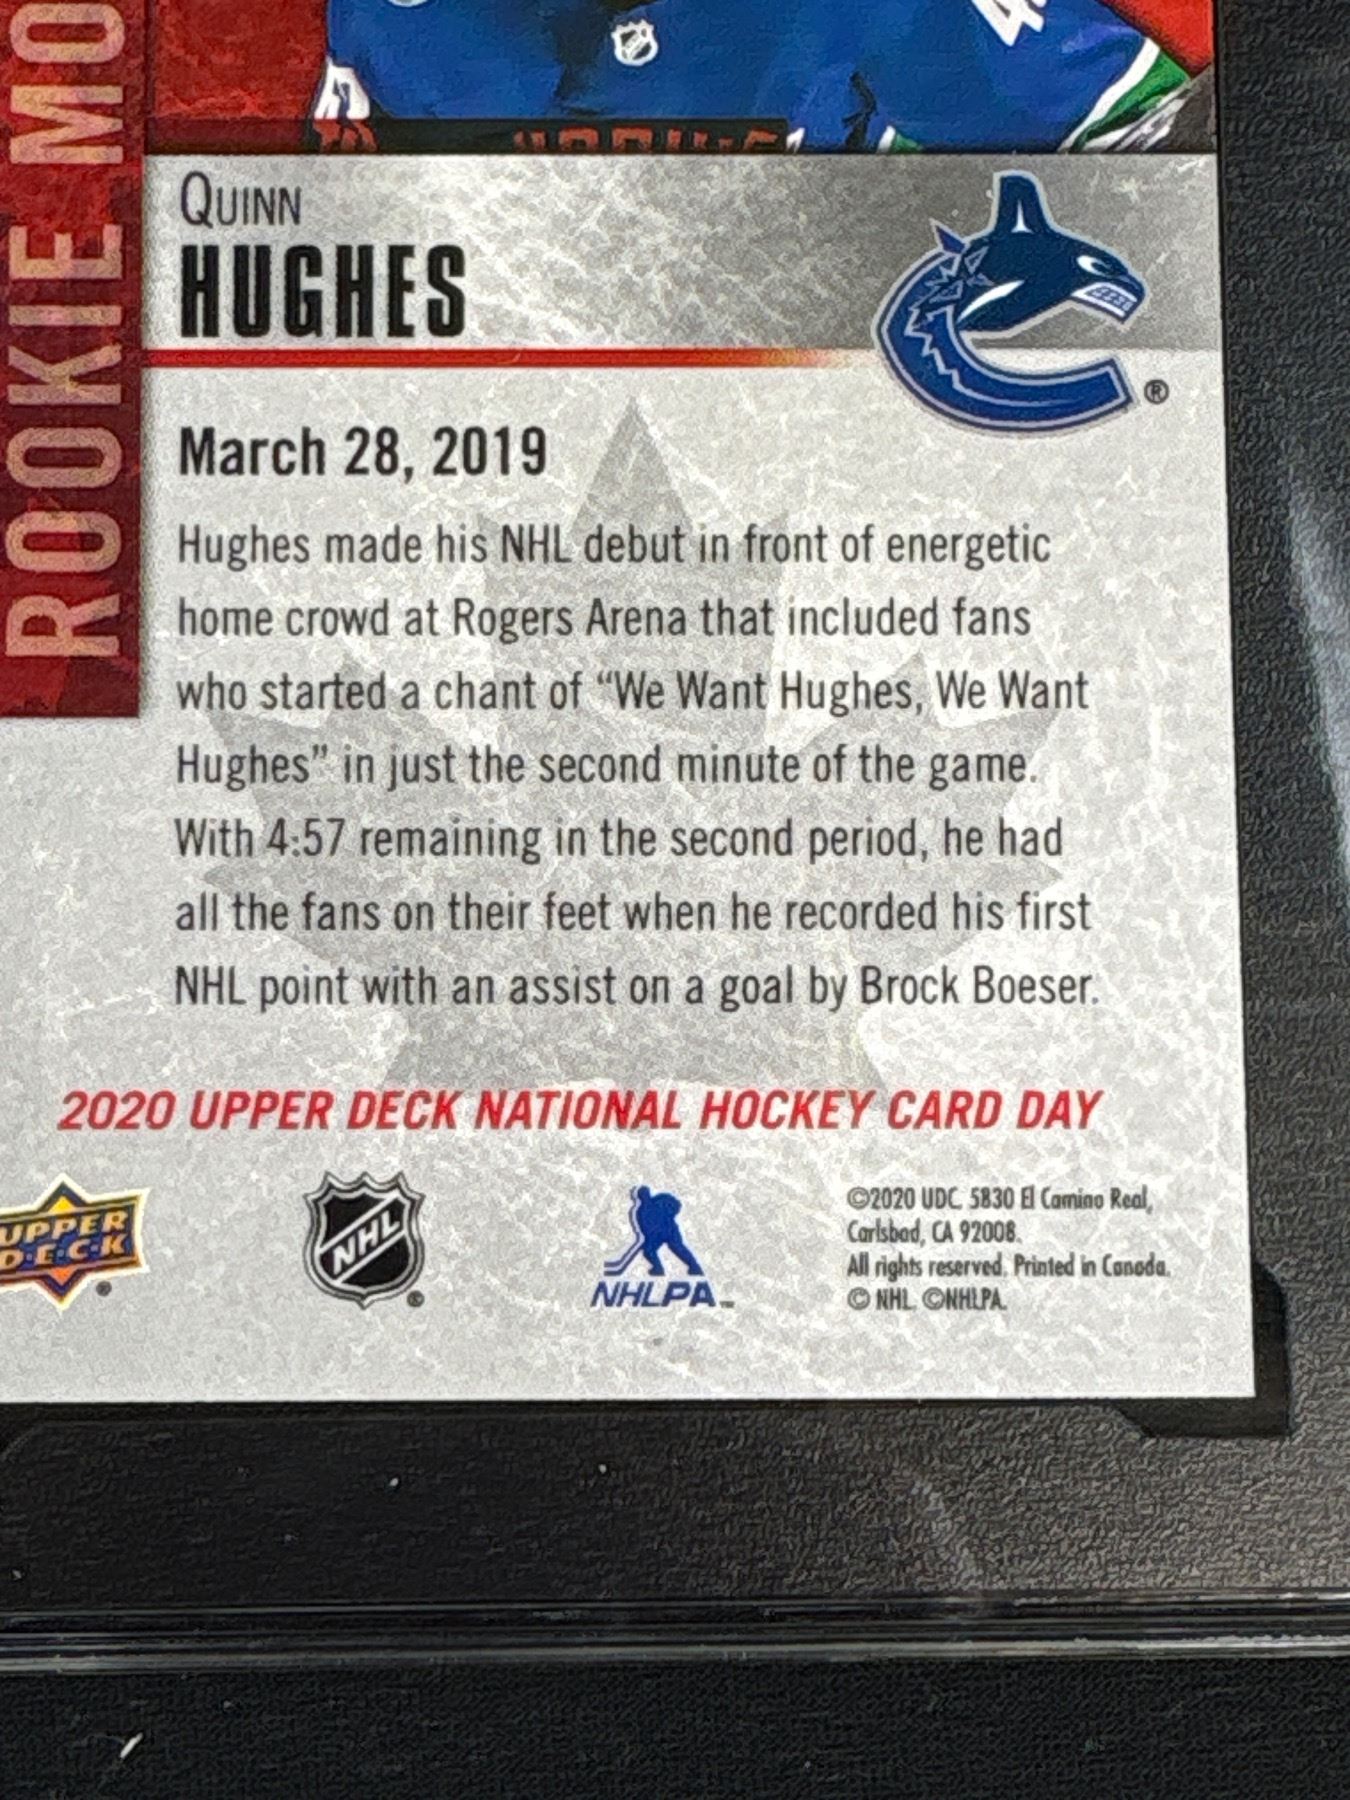 ROOKIE MO
QUINN
HUGHES
®
March 28, 2019
Hughes made his NHL debut in front of energetic
home crowd at Rogers Arena that included fans
who started a chant of “We Want Hughes, We Want
Hughes” in just the second minute of the game.
With 4:57 remaining in the second period, he had
all the fans on their feet when he recorded his first
NHL point with an assist on a goal by Brock Boeser.
2020 UPPER DECK NATIONAL HOCKEY CARD DAY
UPPER
D·E·C·K
®
NHL
®
NHLPA™
©2020 UDC. 5830 El Camino Real,
Carlsbad, CA 92008.
All rights reserved. Printed in Canada.
© NHL. ©NHLPA.